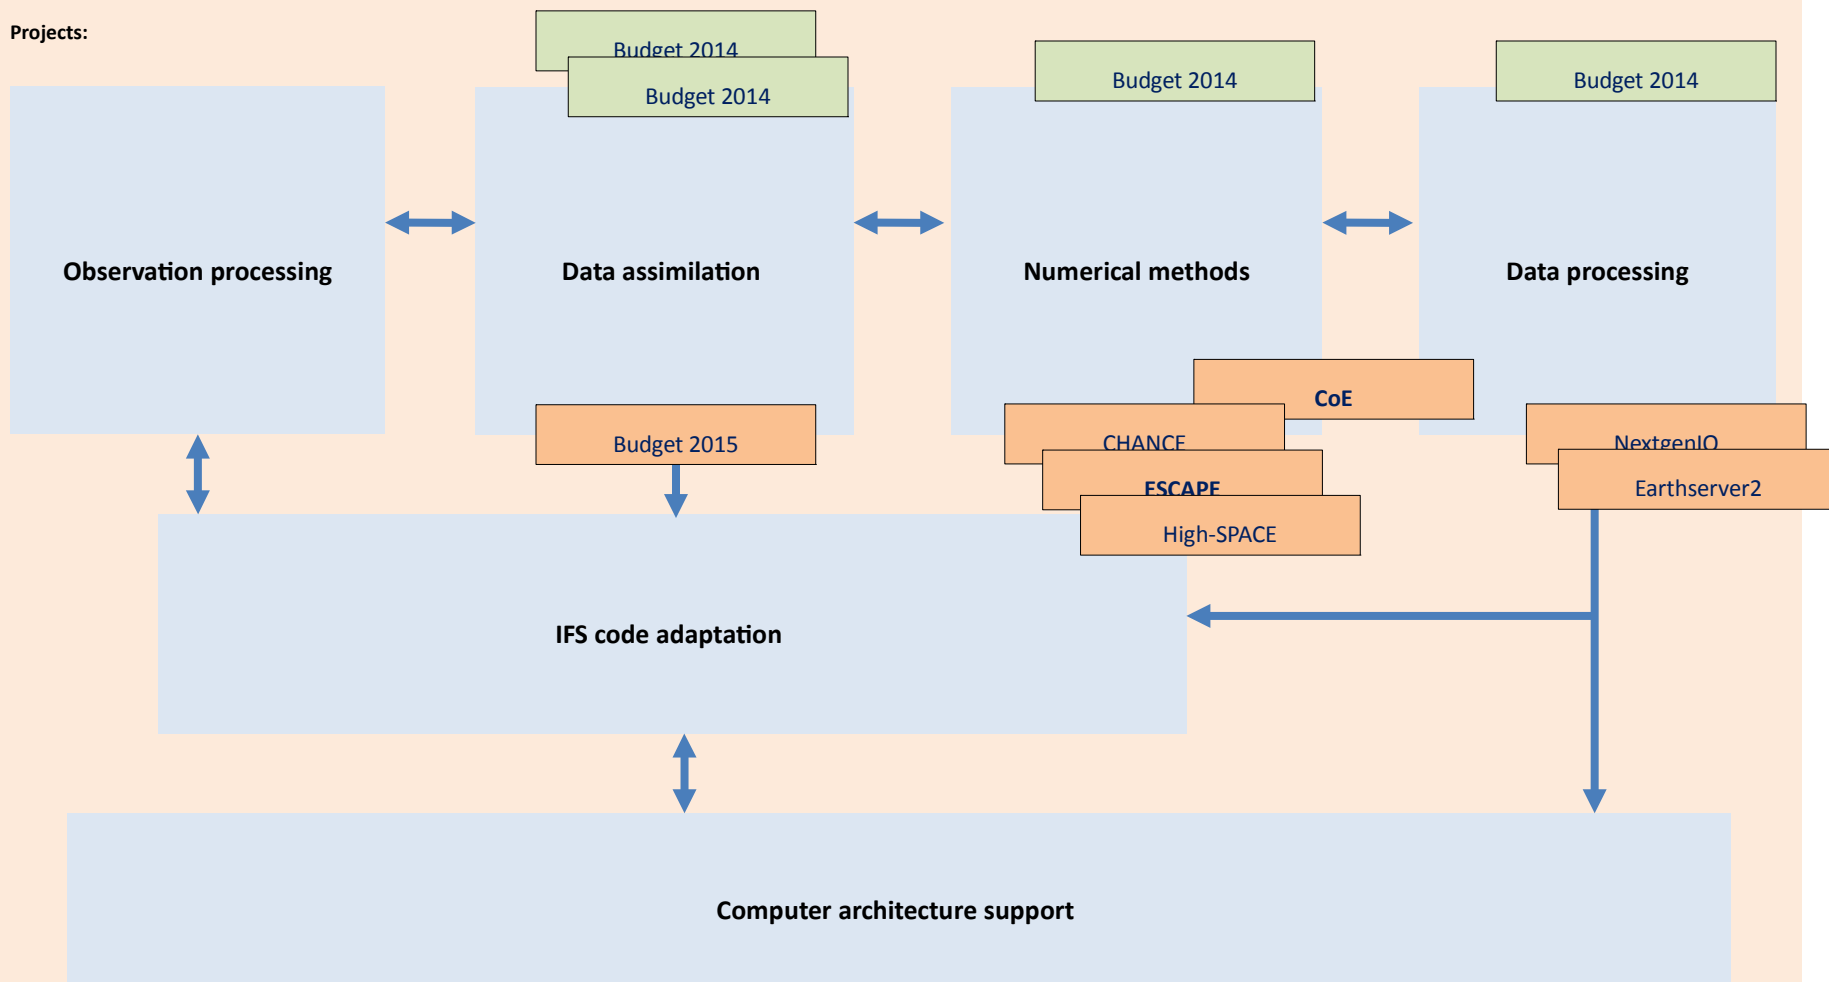 Projects:
Budget 2014
Budget 2014
Budget 2014
Budget 2014
Observation processing
Data assimilation
Numerical methods
Data processing
CoE
Budget 2015
CHANCE
NextgenIO
ESCAPE
Earthserver2
High-SPACE
IFS code adaptation
Computer architecture support